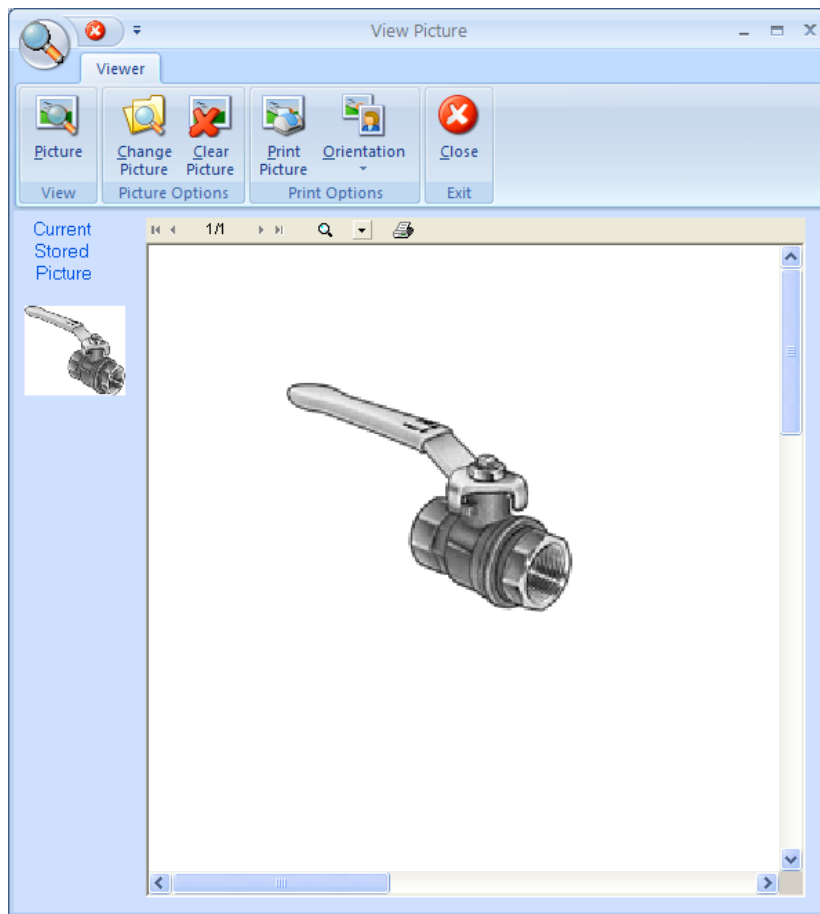 View Picture
Viewer
Picture
Change Picture
Clear Picture
Print Picture
Orientation
Close
View
Picture Options
Print Options
Exit
Current
Stored
Picture
1/1